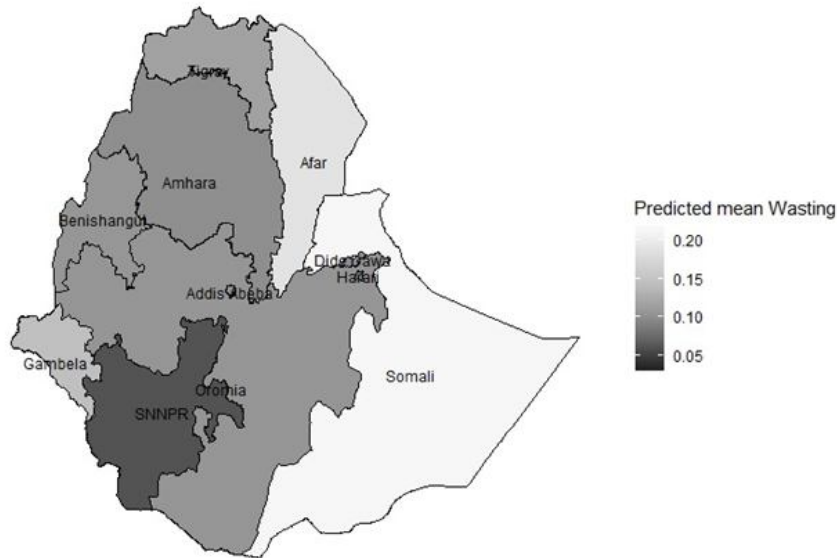 Tigray
Afar
Amhara
Benishangul
Dide Dawa
Harari
Addis Abeba
Gambela
Somali
Oromia
SNNPR
Predicted mean Wasting
0.20
0.15
0.10
0.05